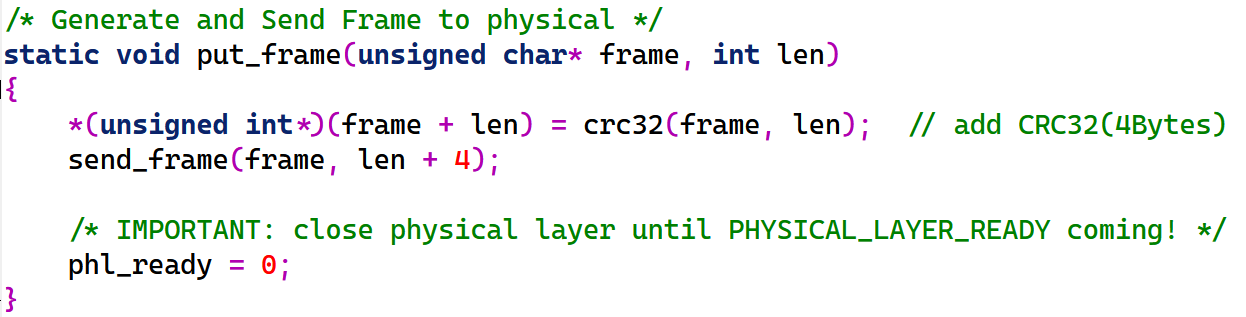 /* Generate and Send Frame to physical */
static void put_frame(unsigned char* frame, int len)
{
    *(unsigned int*)(frame + len) = crc32(frame, len);  // add CRC32(4Bytes)
    send_frame(frame, len + 4);

    /* IMPORTANT: close physical layer until PHYSICAL_LAYER_READY coming! */
    phl_ready = 0;
}